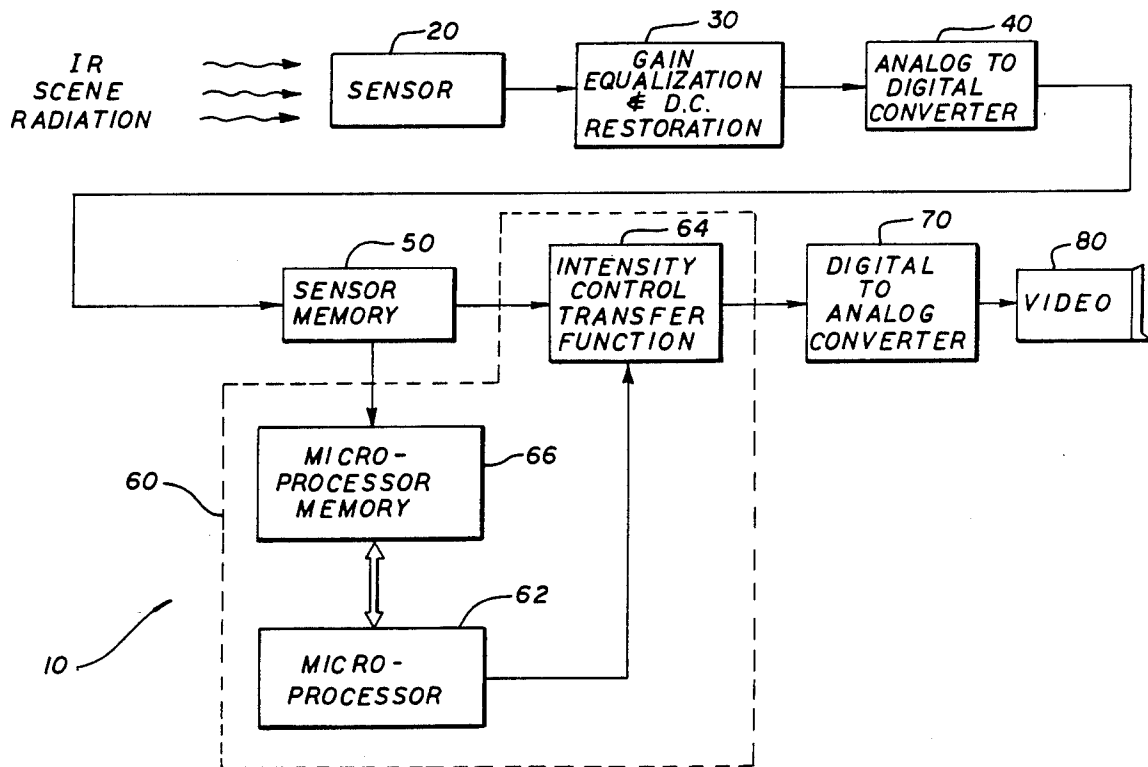 20
30
40
IR
SCENE
RADIATION
SENSOR
GAIN
EQUALIZATION
& D.C.
RESTORATION
ANALOG TO
DIGITAL
CONVERTER
50
64
70
80
SENSOR
MEMORY
INTENSITY
CONTROL
TRANSFER
FUNCTION
DIGITAL
TO
ANALOG
CONVERTER
VIDEO
60
MICRO-
PROCESSOR
MEMORY
66
10
62
MICRO-
PROCESSOR